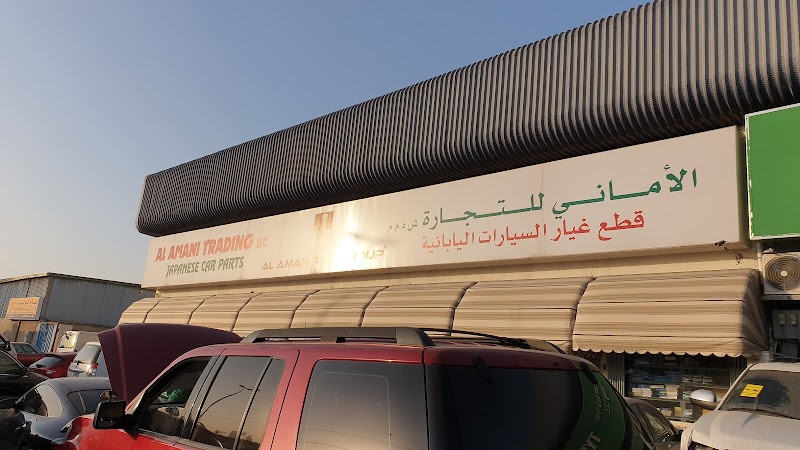 AL AMANI TRADING LLC
JAPANESE CAR PARTS
AL AMANI
الأماني للتجارة ش ذ م م
قطع غيار السيارات اليابانية